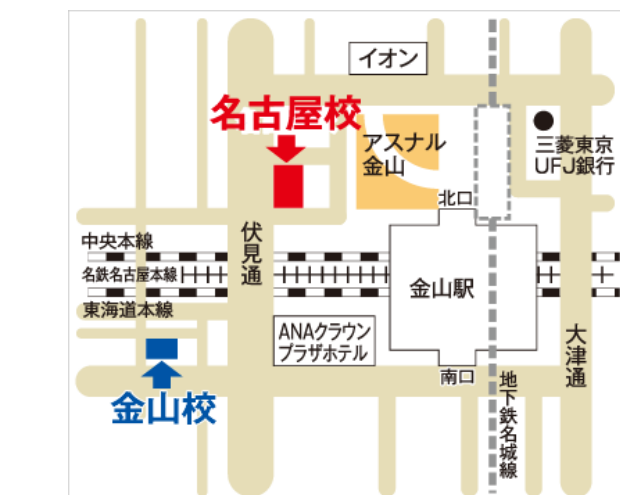 イオン
名古屋校
アスナル
金山
三菱東京
UFJ銀行
北口
伏見通
中央本線
名鉄名古屋本線
東海道本線
金山駅
ANAクラウン
プラザホテル
大津通
南口
地下鉄名城線
金山校